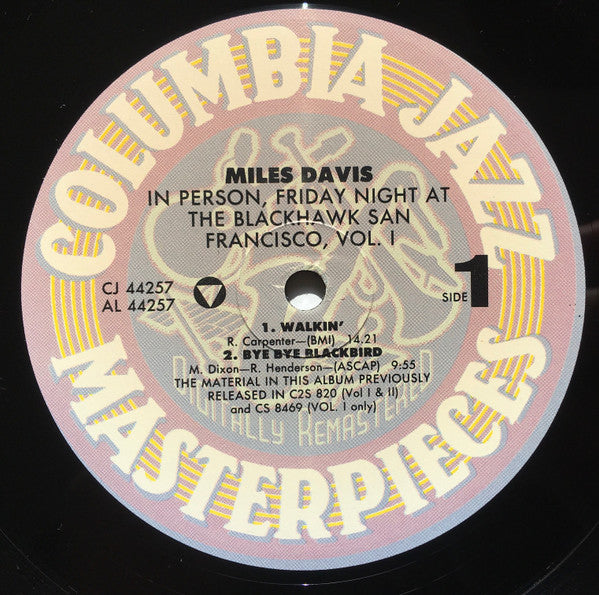 COLUMBIA JAZZ
MILES DAVIS
IN PERSON, FRIDAY NIGHT AT
THE BLACKHAWK SAN
FRANCISCO, VOL. I
CJ 44257
AL 44257
SIDE 1
1. WALKIN'
R. Carpenter—(BMI) 14.21
2. BYE BYE BLACKBIRD
M. Dixon—R. Henderson—(ASCAP) 9:55
THE MATERIAL IN THIS ALBUM PREVIOUSLY
RELEASED IN C2S 820 (Vol I & II)
and CS 8469 (VOL. 1 only)
DIGITALLY REMASTERED
MASTERPIECES